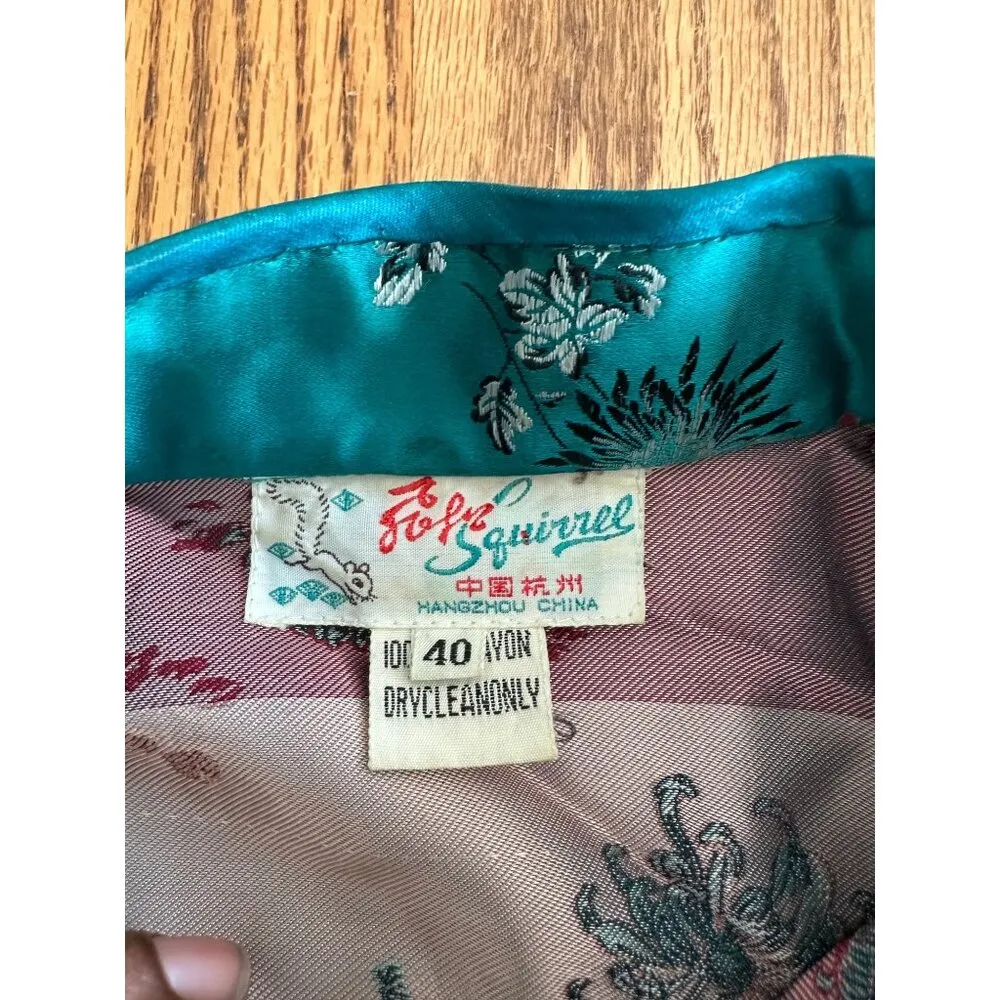 Squirrel
中国杭州
HANGZHOU CHINA
40
DRYCLEANONLY